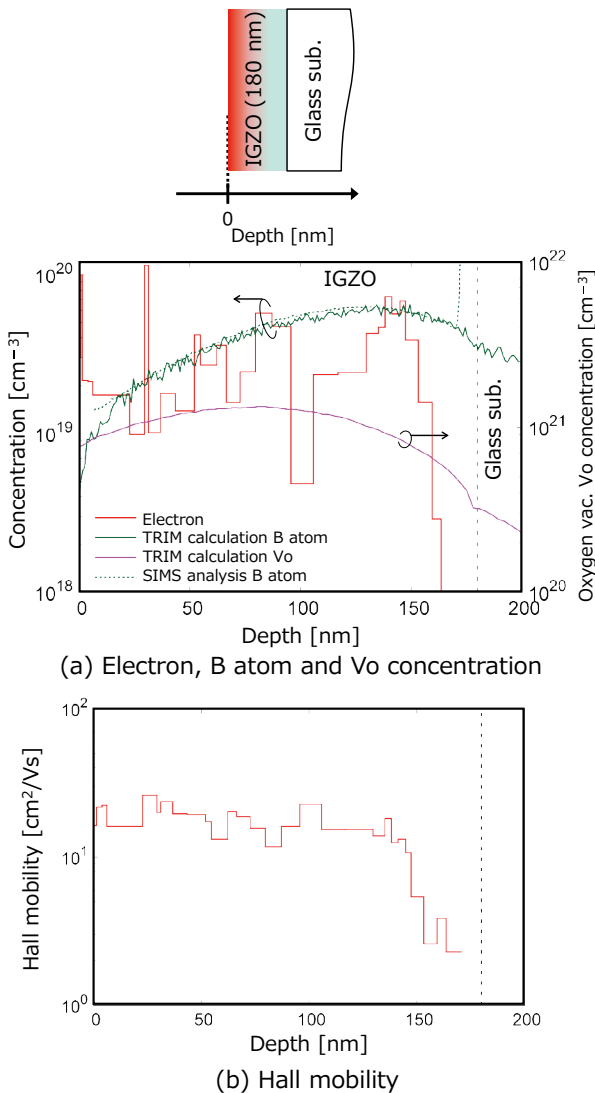 IGZO (180 nm)
Glass sub.
0
Depth [nm]
10^20
10^19
10^18
Concentration [cm⁻³]
IGZO
Glass sub.
10^22
10^21
10^20
Oxygen vac. Vo concentration [cm⁻³]
Electron
TRIM calculation B atom
TRIM calculation Vo
SIMS analysis B atom
0 50 100 150 200
Depth [nm]
(a) Electron, B atom and Vo concentration
10^2
10^1
10^0
Hall mobility [cm²/Vs]
0 50 100 150 200
Depth [nm]
(b) Hall mobility